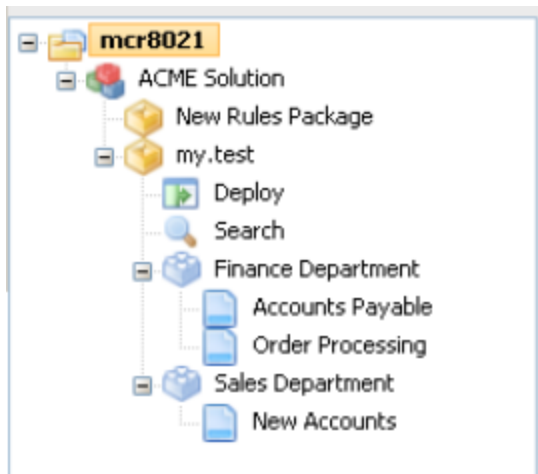 mcr8021
ACME Solution
New Rules Package
my.test
Deploy
Search
Finance Department
Accounts Payable
Order Processing
Sales Department
New Accounts